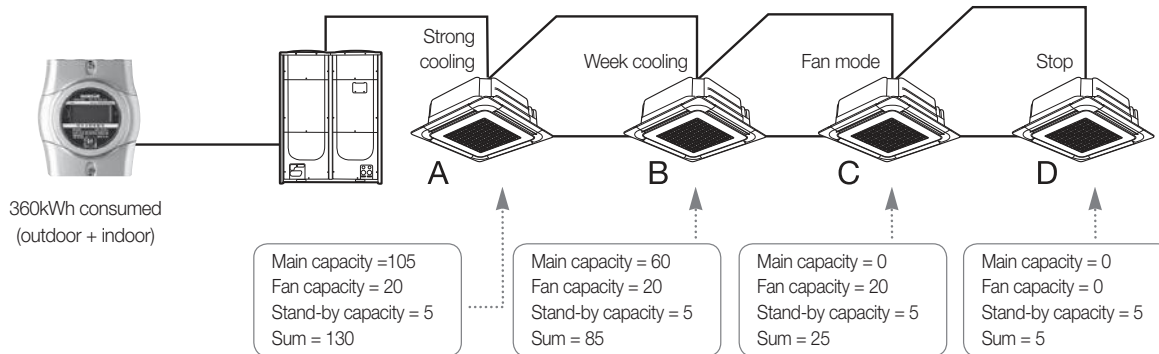 Strong
cooling
Week cooling
Fan mode
Stop
A
B
C
D
360kWh consumed
(outdoor + indoor)
Main capacity =105
Fan capacity = 20
Stand-by capacity = 5
Sum = 130
Main capacity = 60
Fan capacity = 20
Stand-by capacity = 5
Sum = 85
Main capacity = 0
Fan capacity = 20
Stand-by capacity = 5
Sum = 25
Main capacity = 0
Fan capacity = 0
Stand-by capacity = 5
Sum = 5